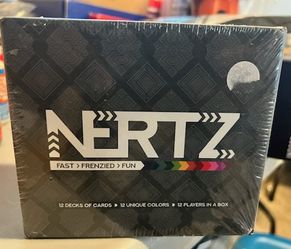 NERTZ
FAST > FRENZIED > FUN
12 DECKS OF CARDS > 12 UNIQUE COLORS > 12 PLAYERS IN A BOX